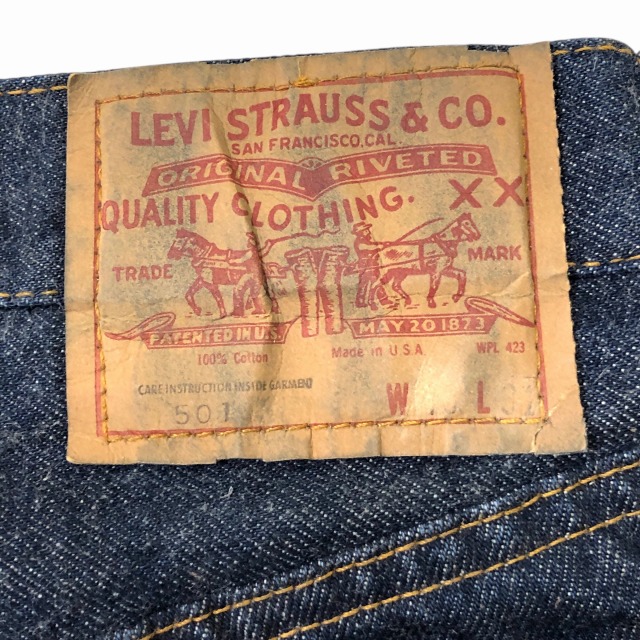 LEVI STRAUSS & CO.
SAN FRANCISCO, CAL.
ORIGINAL RIVETED
QUALITY CLOTHING. XX
TRADE MARK
PATENTED IN U.S. MAY 20 1873
100% Cotton Made in U S A WPL 423
CARE INSTRUCTION INSIDE GARMENT
501 W L